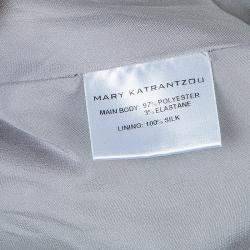 MARY KATRANTZOU
MAIN BODY: 97% POLYESTER
3% ELASTANE
LINING: 100% SILK